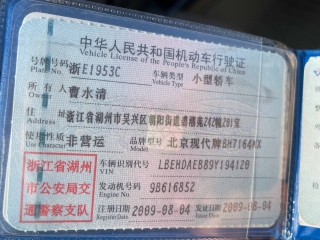 中华人民共和国机动车行驶证
Vehicle License of the People's Republic of China
号牌号码 Plate No. 浙E1953C 车辆类型 Vehicle Type 小型轿车
所有人 Owner 曹水清
住址 Address 浙江省湖州市吴兴区朝阳街道碧穗苑242幢201室
使用性质 Use Character 非营运 品牌型号 Model 北京现代牌BH7164MX
浙江省湖州市公安局交通警察支队
车辆识别代号 VIN LBEHDAEB89Y194120
发动机号码 Engine No. 9B616852
注册日期 Register Date 2009-08-04 发证日期 Issue Date 2009-08-04